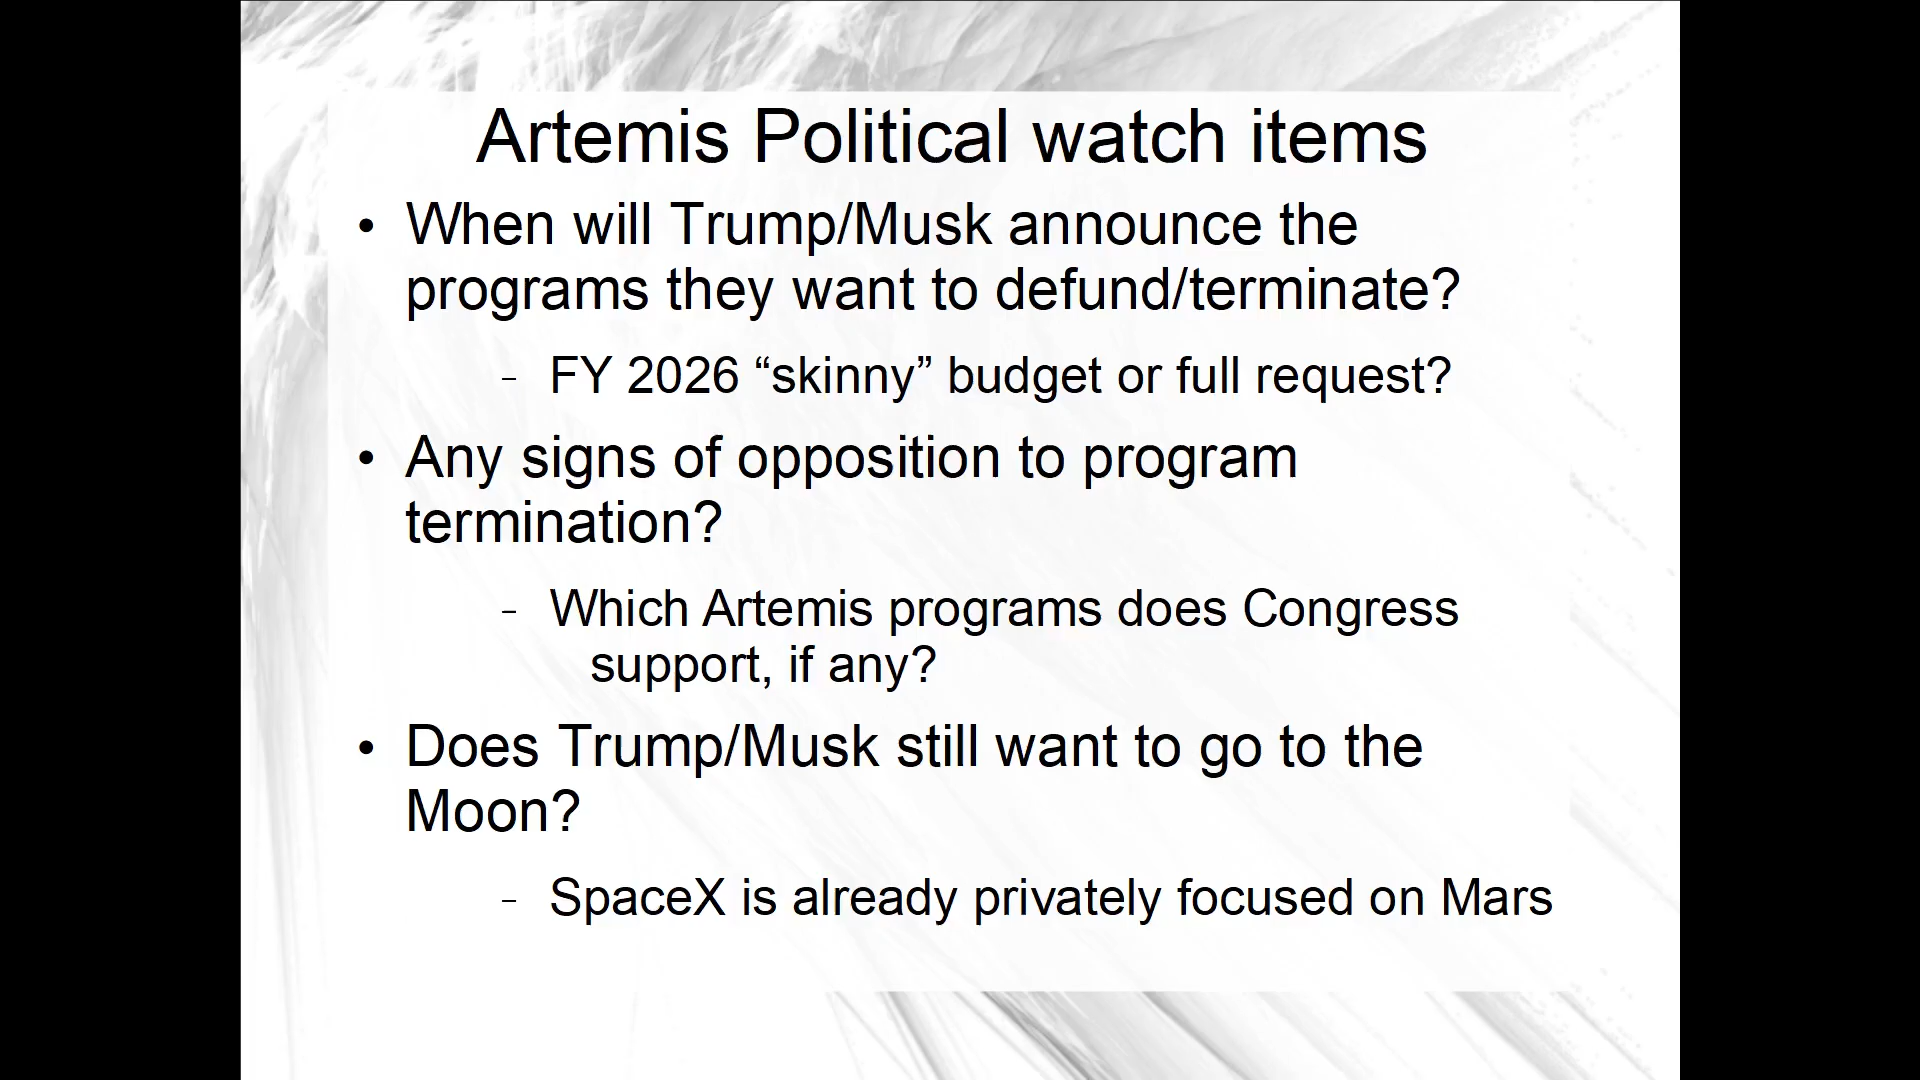 Artemis Political watch items
• When will Trump/Musk announce the
programs they want to defund/terminate?
– FY 2026 “skinny” budget or full request?
• Any signs of opposition to program
termination?
– Which Artemis programs does Congress
support, if any?
• Does Trump/Musk still want to go to the
Moon?
– SpaceX is already privately focused on Mars